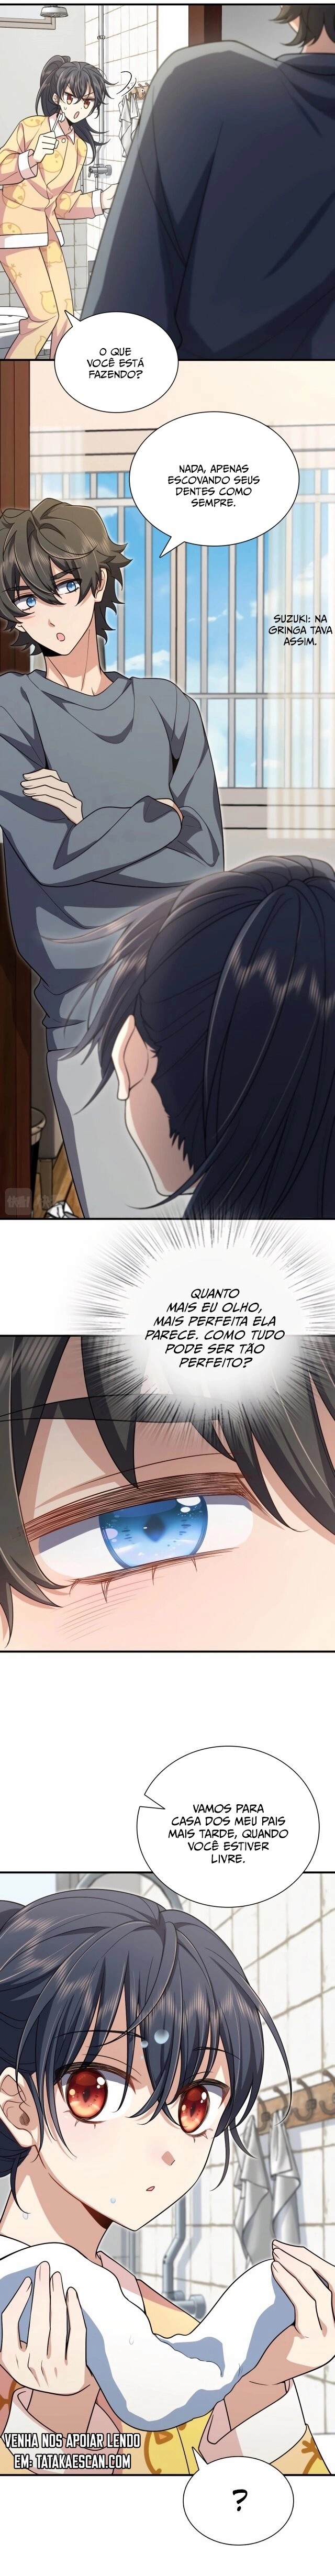 O QUE
VOCÊ ESTÁ
FAZENDO?
NADA, APENAS
ESCOVANDO SEUS
DENTES COMO
SEMPRE.
SUZUKI: NA
GRINGA TAVA
ASSIM.
QUANTO
MAIS EU OLHO,
MAIS PERFEITA ELA
PARECE. COMO TUDO
PODE SER TÃO
PERFEITO?
VAMOS PARA
CASA DOS MEU PAIS
MAIS TARDE, QUANDO
VOCÊ ESTIVER
LIVRE.
VENHA NOS APOIAR LENDO
EM: TATAKAESCAN.COM
?